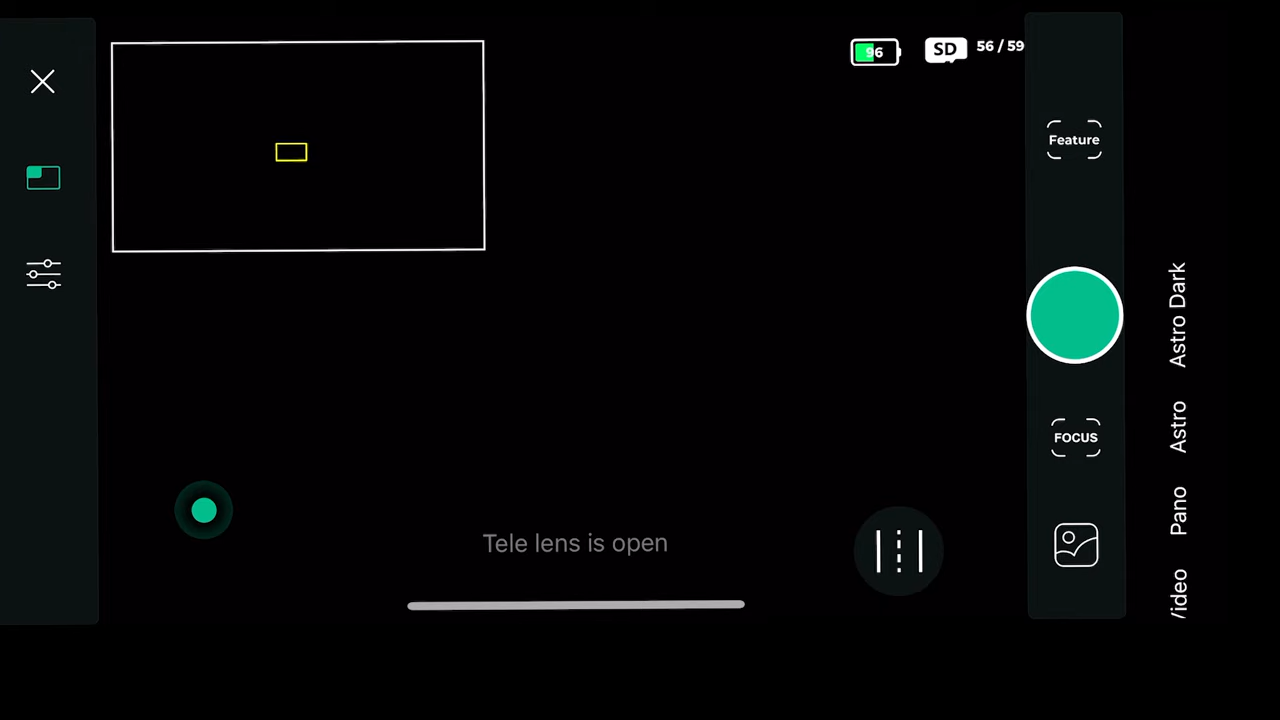 96
SD
56 / 59
Feature
Astro Dark
Astro
FOCUS
Pano
Tele lens is open